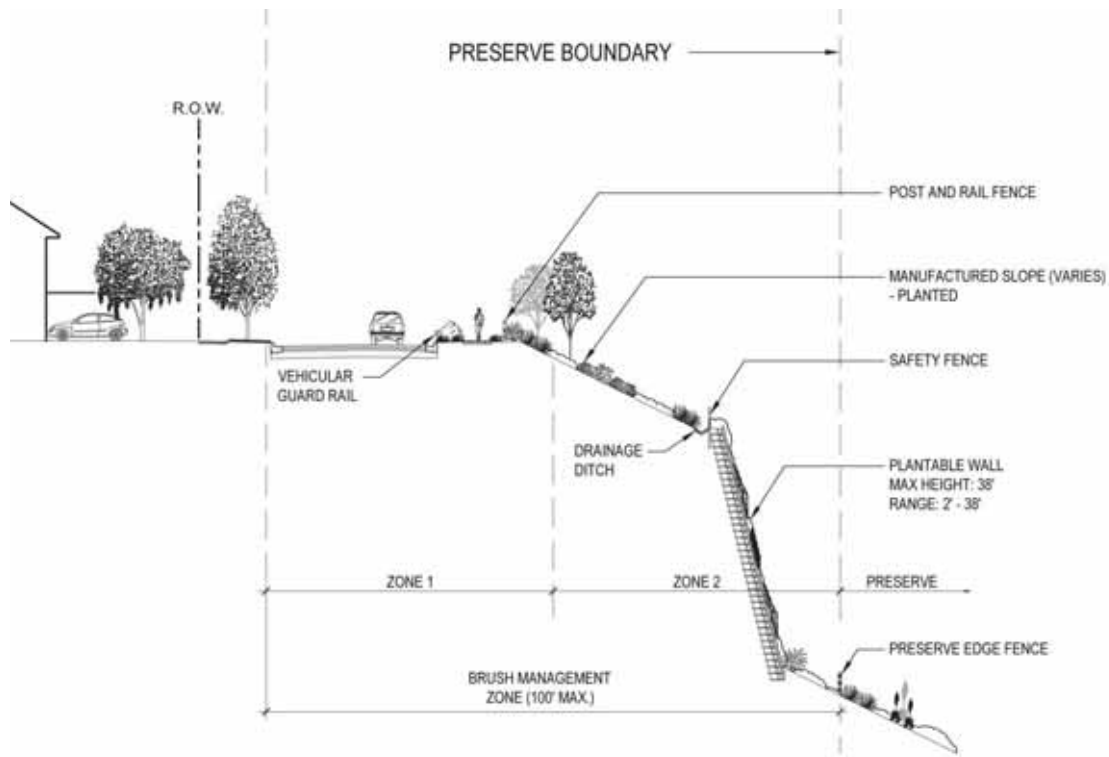 PRESERVE BOUNDARY
R.O.W.
POST AND RAIL FENCE
MANUFACTURED SLOPE (VARIES)
- PLANTED
SAFETY FENCE
VEHICULAR
GUARD RAIL
DRAINAGE
DITCH
PLANTABLE WALL
MAX HEIGHT: 38'
RANGE: 2' - 38'
ZONE 1
ZONE 2
PRESERVE
PRESERVE EDGE FENCE
BRUSH MANAGEMENT
ZONE (100' MAX.)